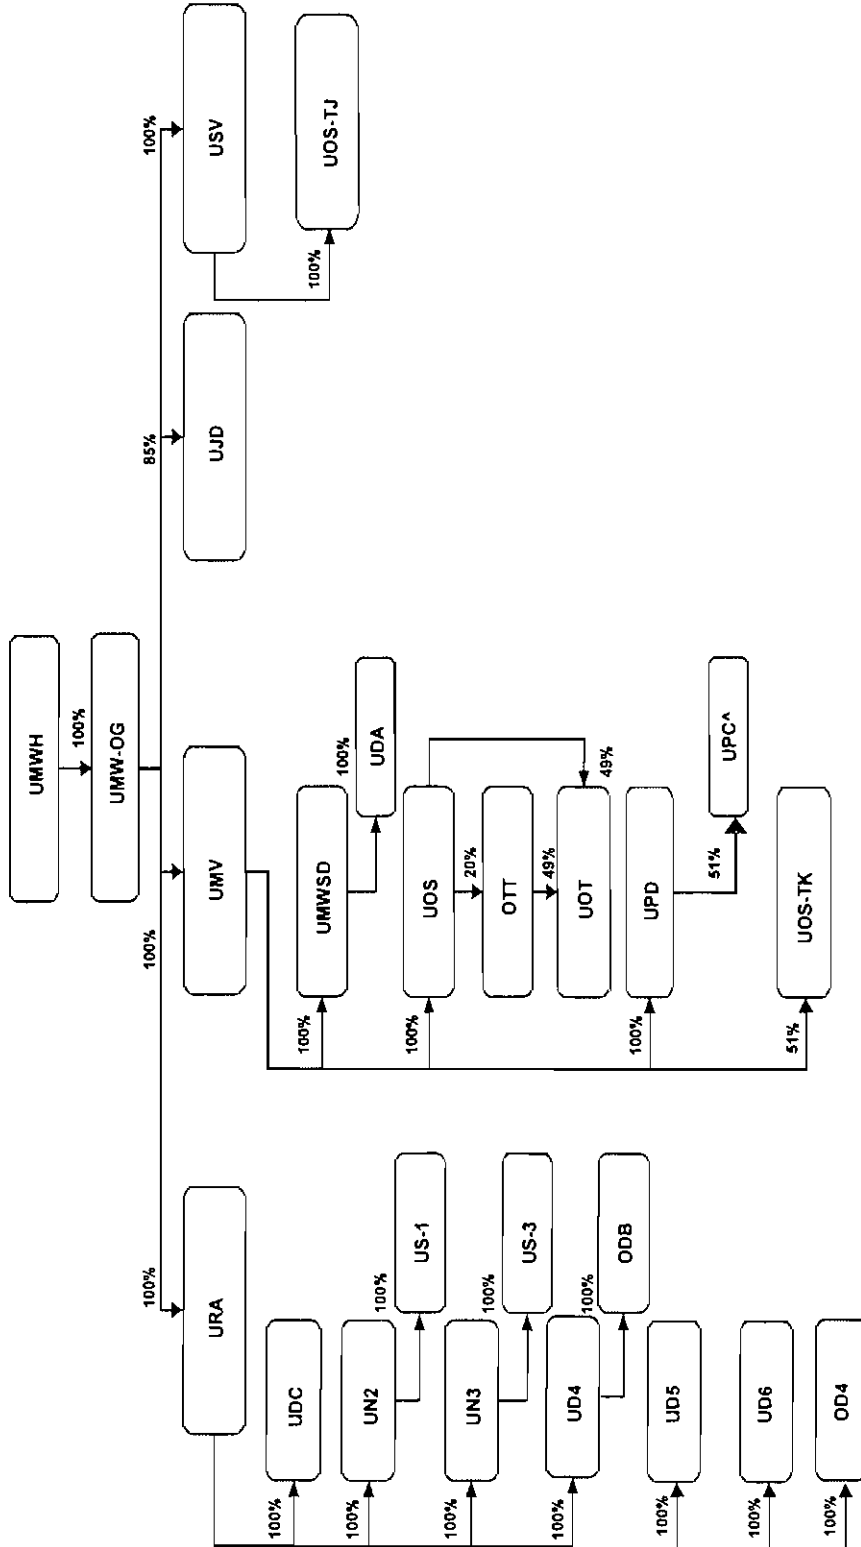 UMWH
100%
UMW-OG
100%
URA
100%
UMV
85%
UJD
100%
USV
100%
UDC
100%
UN2
100%
US-1
100%
UN3
100%
US-3
100%
UD4
100%
ODB
100%
UD5
100%
UD6
100%
OD4
100%
UMWSD
100%
UDA
100%
UOS
20%
OTT
49%
UOT
49%
100%
UPD
51%
UPC^
51%
UOS-TK
100%
UOS-TJ